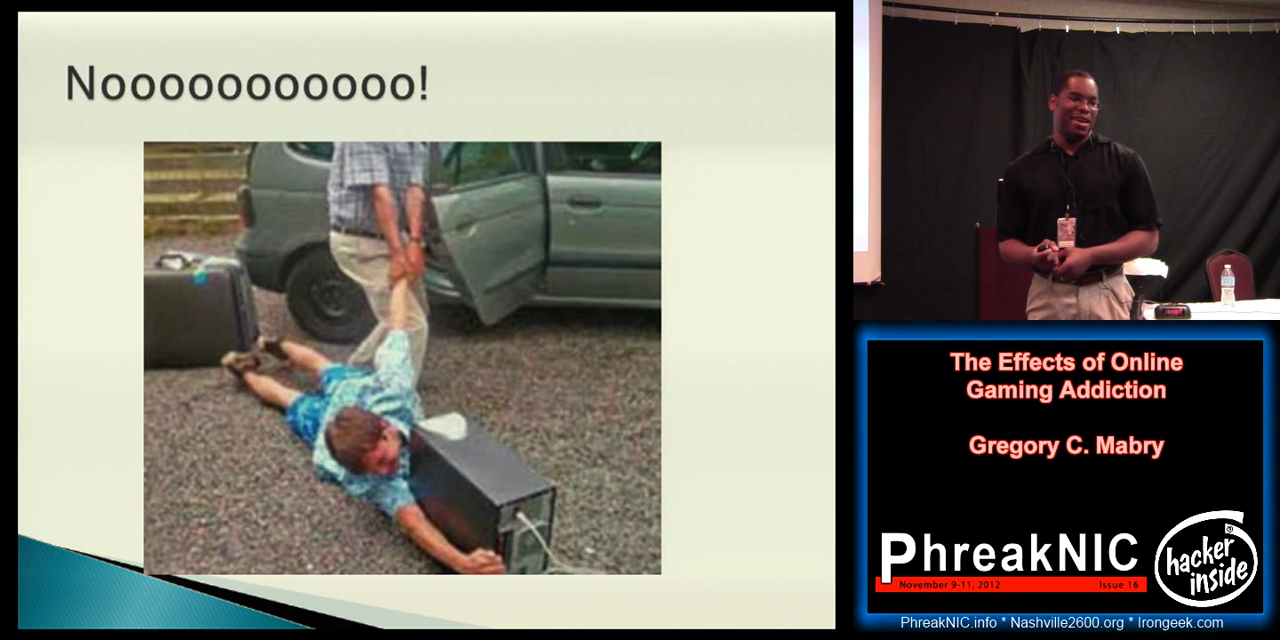 Nooooooooooo!
The Effects of Online
Gaming Addiction
Gregory C. Mabry
PhreakNIC
November 9-11, 2012 Issue 16
hacker
inside
PhreakNIC.info * Nashville2600.org * Irongeek.com